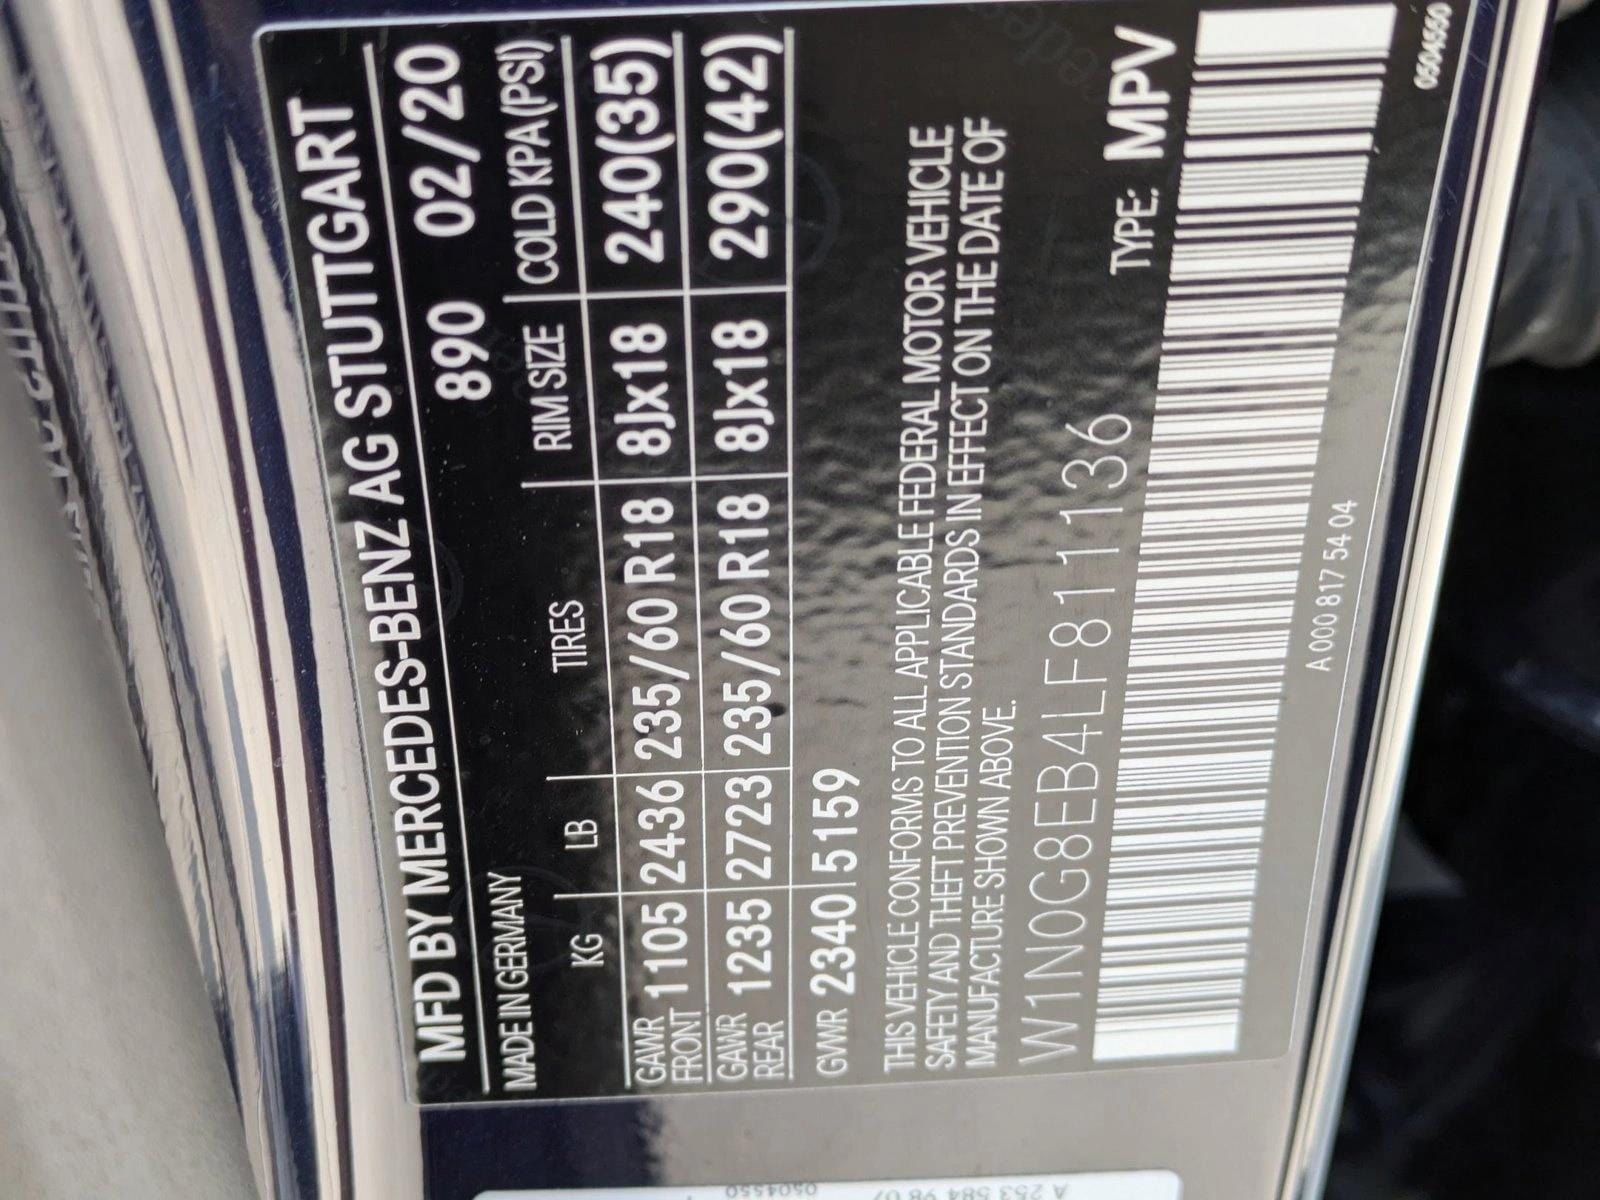 MFD BY MERCEDES-BENZ AG STUTTGART
MADE IN GERMANY 890 02/20
KG LB TIRES RIM SIZE COLD KPA (PSI)
GAWR FRONT 1105 2436 235/60 R18 8Jx18 240(35)
GAWR REAR 1235 2723 235/60 R18 8Jx18 290(42)
GVWR 2340 5159
THIS VEHICLE CONFORMS TO ALL APPLICABLE FEDERAL MOTOR VEHICLE
SAFETY AND THEFT PREVENTION STANDARDS IN EFFECT ON THE DATE OF
MANUFACTURE SHOWN ABOVE.
W1N0G8EB4LF811136 TYPE: MPV
A 000 817 54 04
0504550
A 253 584 98 0
0504550